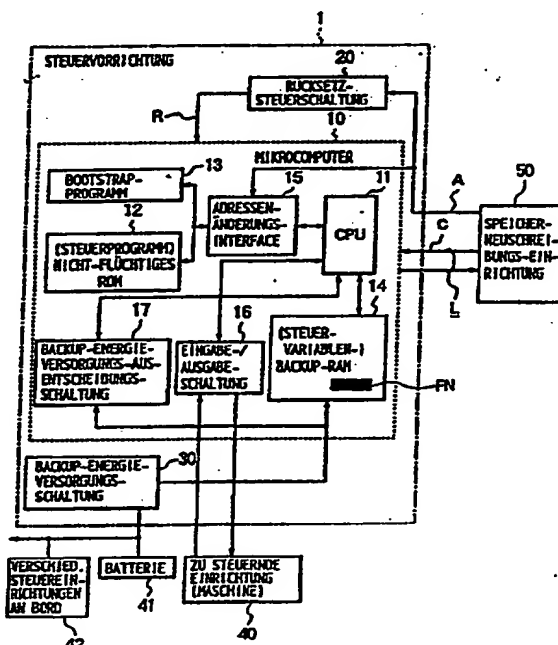 1
STEUERVORRICHTUNG
20
RÜCKSETZ-
STEUERSCHALTUNG
R
10
MIKROCOMPUTER
13
BOOTSTRAP-
PROGRAMM
15
ADRESSEN-
ÄNDERUNGS-
INTERFACE
11
CPU
A
C
L
50
SPEICHER-
NEUSCHREI-
BUNGS-EIN-
RICHTUNG
12
(STEUERPROGRAMM)
NICHT-FLÜCHTIGES
ROM
17
BACKUP-ENERGIE-
VERSORGUNGS-AUS-
ENTSCHEIDUNGS-
SCHALTUNG
16
EINGABE-/
AUSGABE-
SCHALTUNG
14
(STEUER-
VARIABLEN-)
BACKUP-RAM
FN
30
BACKUP-ENERGIE-
VERSORGUNGS-
SCHALTUNG
VERSCHIED.
STEUEREIN-
RICHTUNGEN
AN BORD
42
BATTERIE
41
ZU STEUERNDE
EINRICHTUNG
(MASCHINE)
40